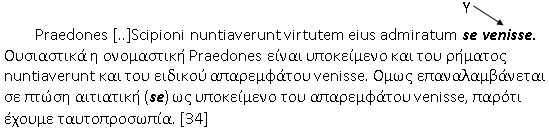 Υ
Praedones [..]Scipioni nuntiaverunt virtutem eius admiratum se venisse.
Ουσιαστικά η ονομαστική Praedones είναι υποκείμενο και του ρήματος
nuntiaverunt και του ειδικού απαρεμφάτου venisse. Ομως επαναλαμβάνεται
σε πτώση αιτιατική (se) ως υποκείμενο του απαρεμφάτου venisse, παρότι
έχουμε ταυτοπροσωπία. [34]